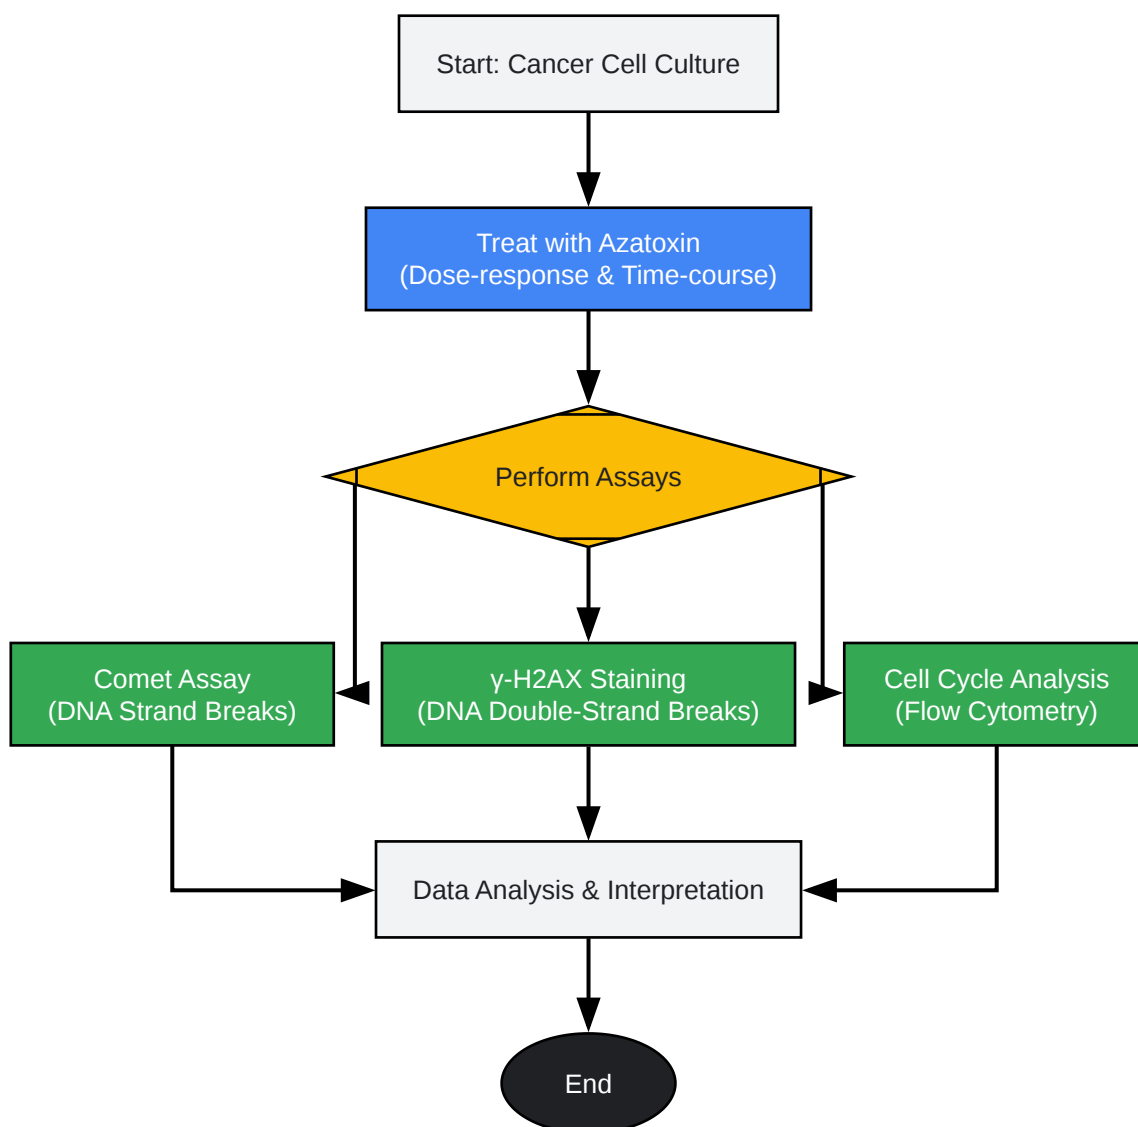 Start: Cancer Cell Culture
Treat with Azatoxin
(Dose-response & Time-course)
Perform Assays
Comet Assay
(DNA Strand Breaks)
γ-H2AX Staining
(DNA Double-Strand Breaks)
Cell Cycle Analysis
(Flow Cytometry)
Data Analysis & Interpretation
End